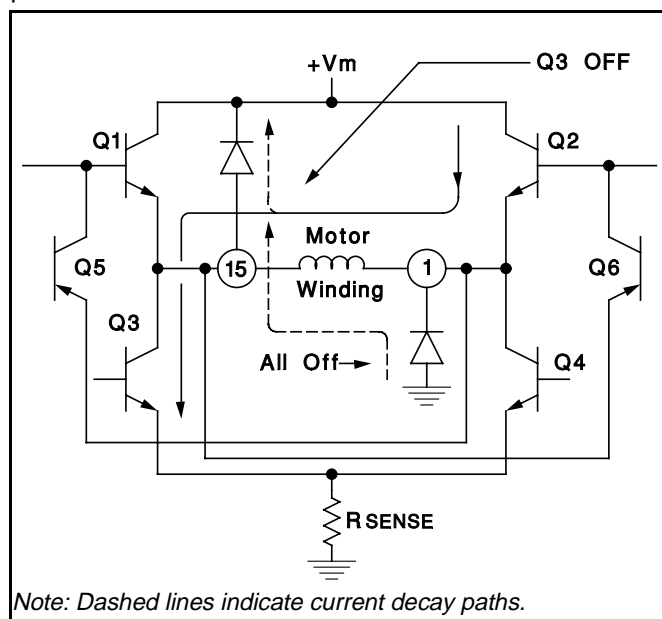 +Vm
Q3 OFF
Q1
Q2
Motor
15
1
Winding
Q5
Q6
Q3
Q4
All Off
RSENSE
Note: Dashed lines indicate current decay paths.